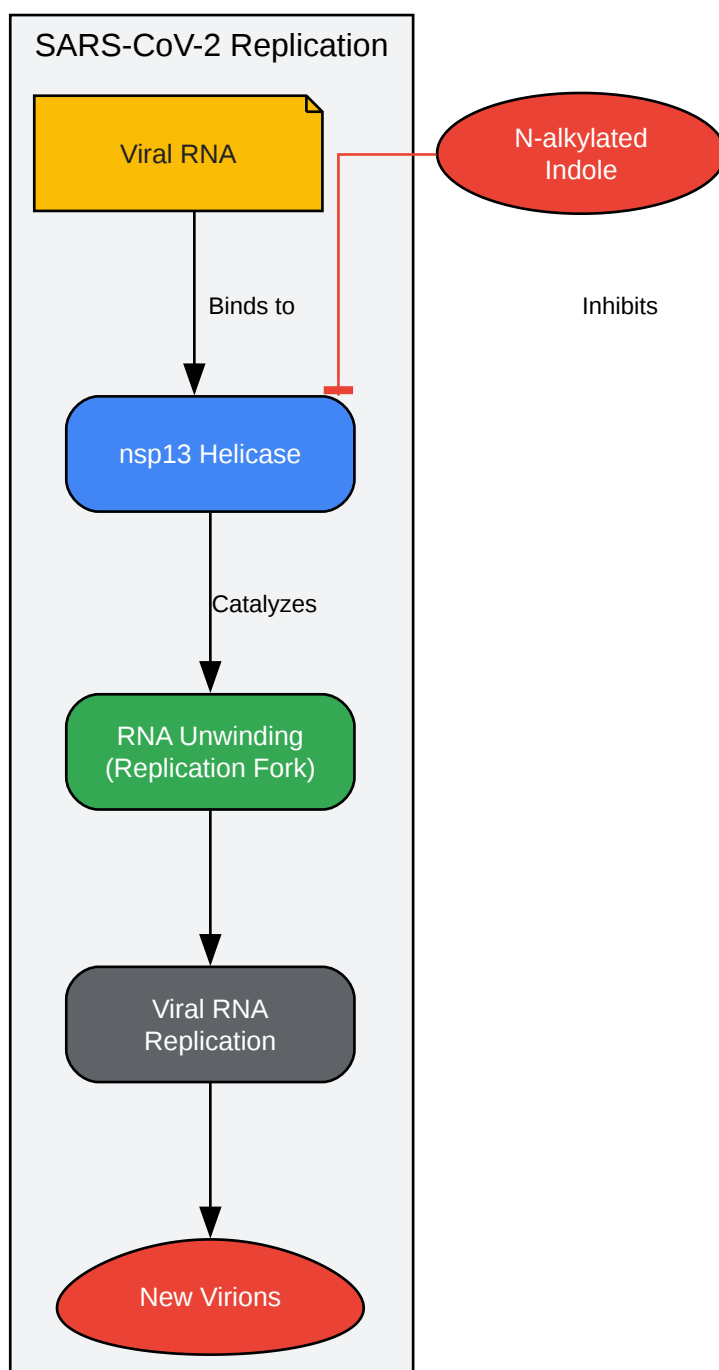 SARS-CoV-2 Replication
Viral RNA
N-alkylated
Indole
Binds to
Inhibits
nsp13 Helicase
Catalyzes
RNA Unwinding
(Replication Fork)
Viral RNA
Replication
New Virions